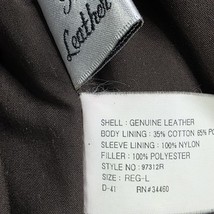 Leather
SHELL: GENUINE LEATHER
BODY LINING: 35% COTTON 65%
SLEEVE LINING: 100% NYLON
FILLER: 100% POLYESTER
STYLE NO: 97312R
SIZE: REG-L
D-41 RN#34460